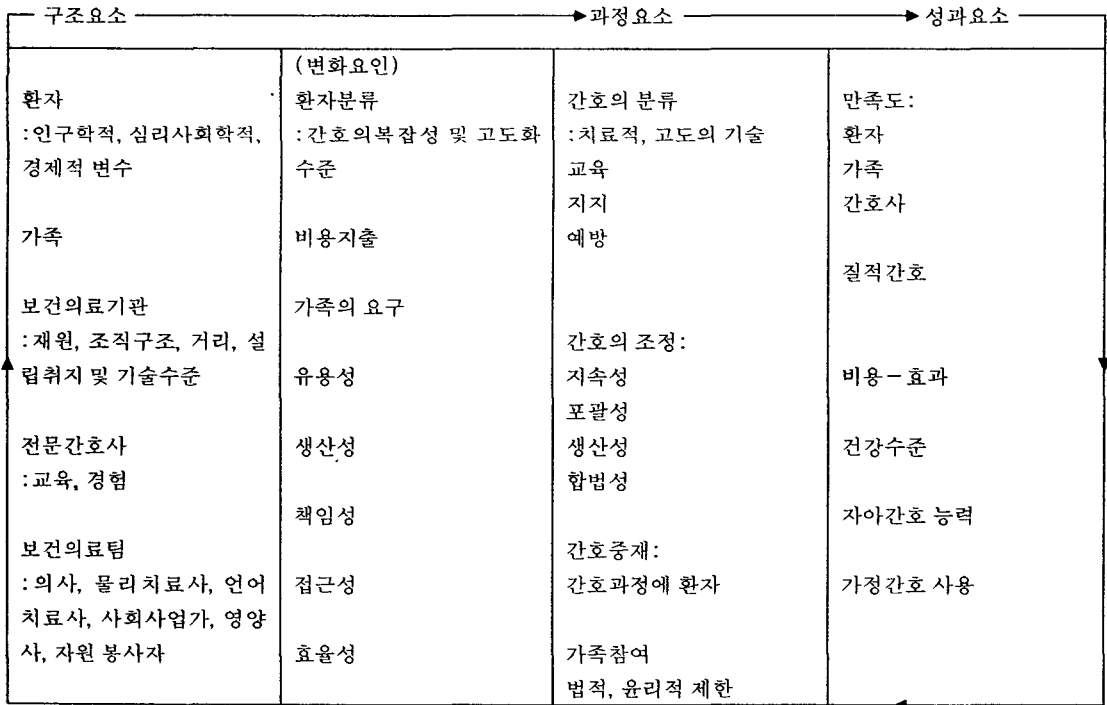 구조요소
과정요소
성과요소
환자
:인구학적, 심리사회학적,
경제적 변수
가족
보건의료기관
:재원, 조직구조, 거리, 설
립취지 및 기술수준
전문간호사
:교육, 경험
보건의료팀
:의사, 물리치료사, 언어
치료사, 사회사업가, 영양
사, 자원 봉사자
(변화요인)
환자분류
:간호의복잡성 및 고도화
수준
비용지출
가족의 요구
유용성
생산성
책임성
접근성
효율성
간호의 분류
:치료적, 고도의 기술
교육
지지
예방
간호의 조정:
지속성
포괄성
생산성
합법성
간호중재:
간호과정에 환자
가족참여
법적, 윤리적 제한
만족도:
환자
가족
간호사
질적간호
비용-효과
건강수준
자아간호 능력
가정간호 사용